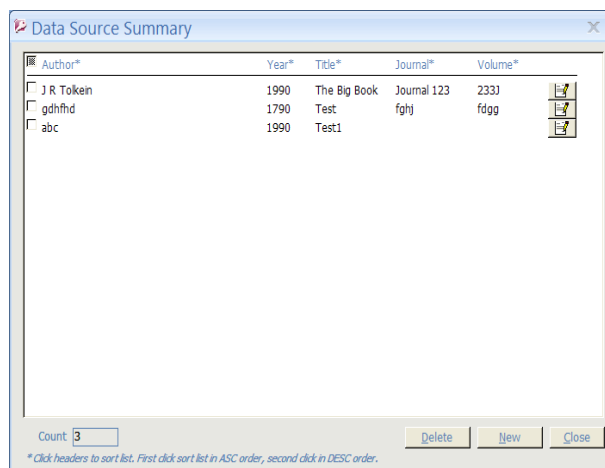 Data Source Summary
Author* Year* Title* Journal* Volume*
J R Tolkein 1990 The Big Book Journal 123 233J
gdhfhd 1790 Test fghj fdgg
abc 1990 Test1
Count 3 Delete New Close
* Click headers to sort list. First click sort list in ASC order, second click in DESC order.